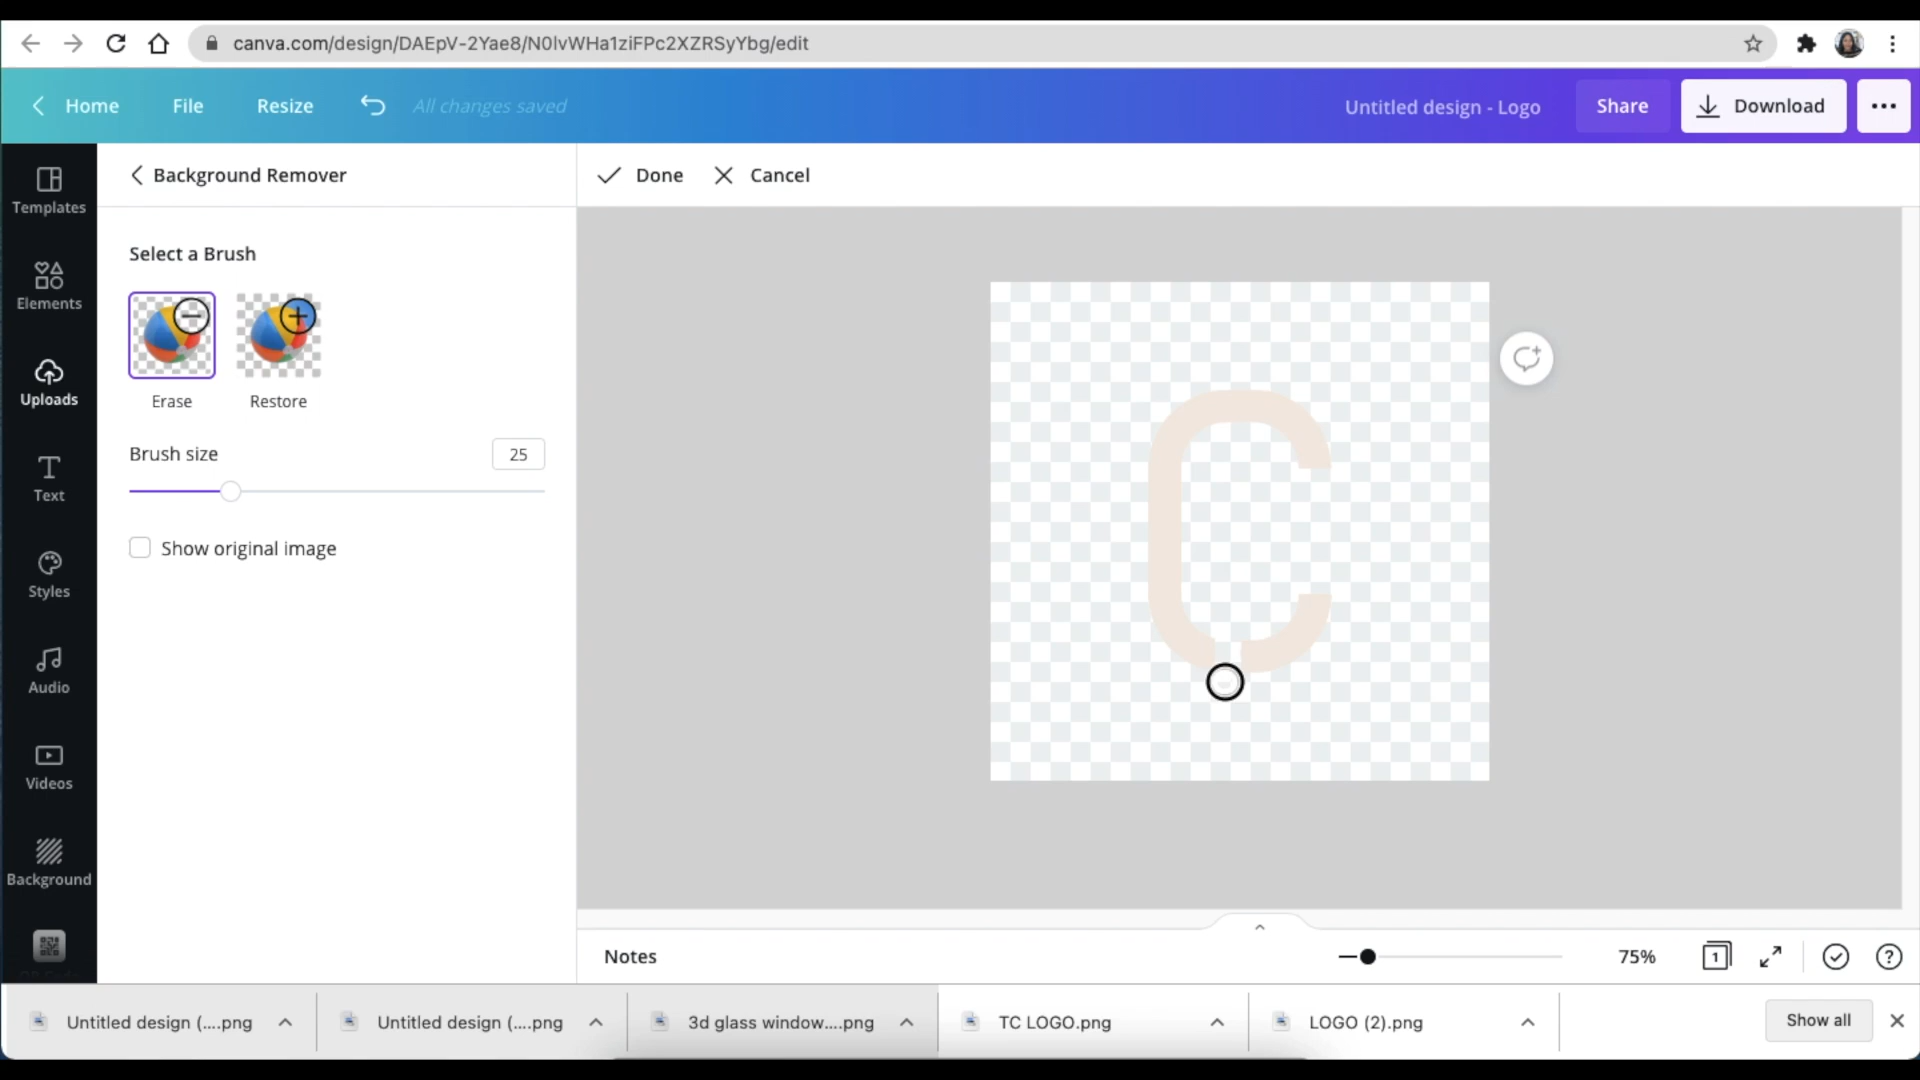 canva.com/design/DAEpV-2Yae8/N0lvWHa1ziFPc2XZRSyYbg/edit
Home
File
Resize
All changes saved
Untitled design - Logo
Share
Download
Templates
Elements
Uploads
Text
Styles
Audio
Videos
Background
Background Remover
Done
Cancel
Select a Brush
Erase
Restore
Brush size
25
Show original image
C
Notes
75%
1
Untitled design (....png
Untitled design (....png
3d glass window....png
TC LOGO.png
LOGO (2).png
Show all